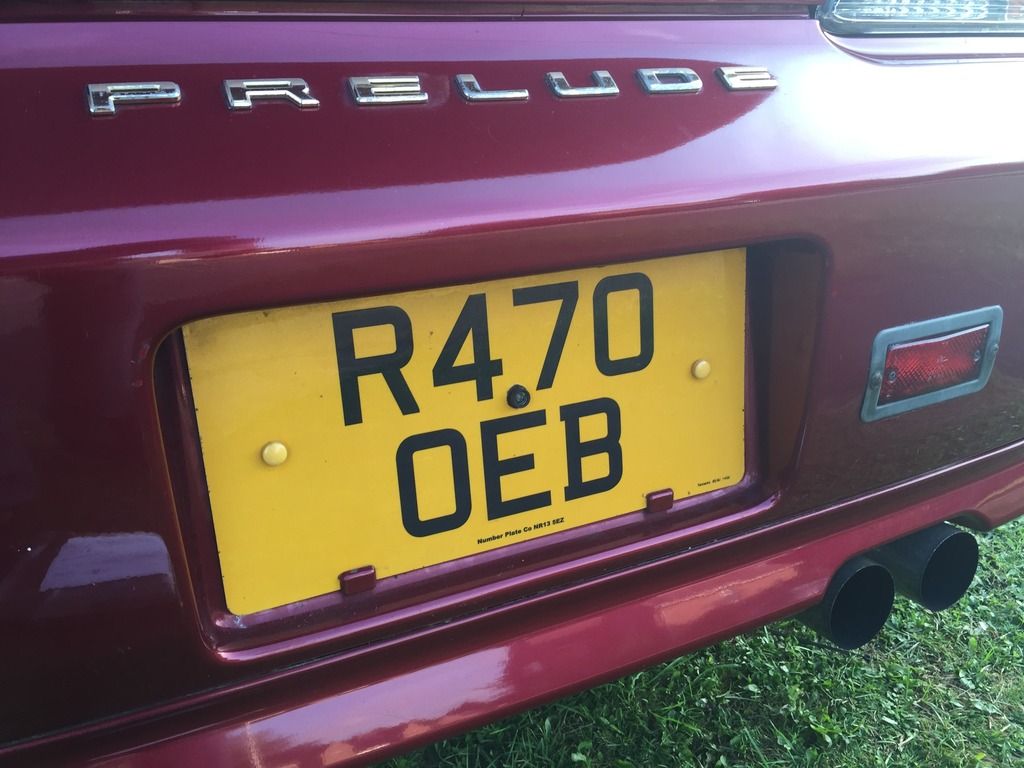 PRELUDE
R470
OEB
Number Plate Co NR13 5EZ